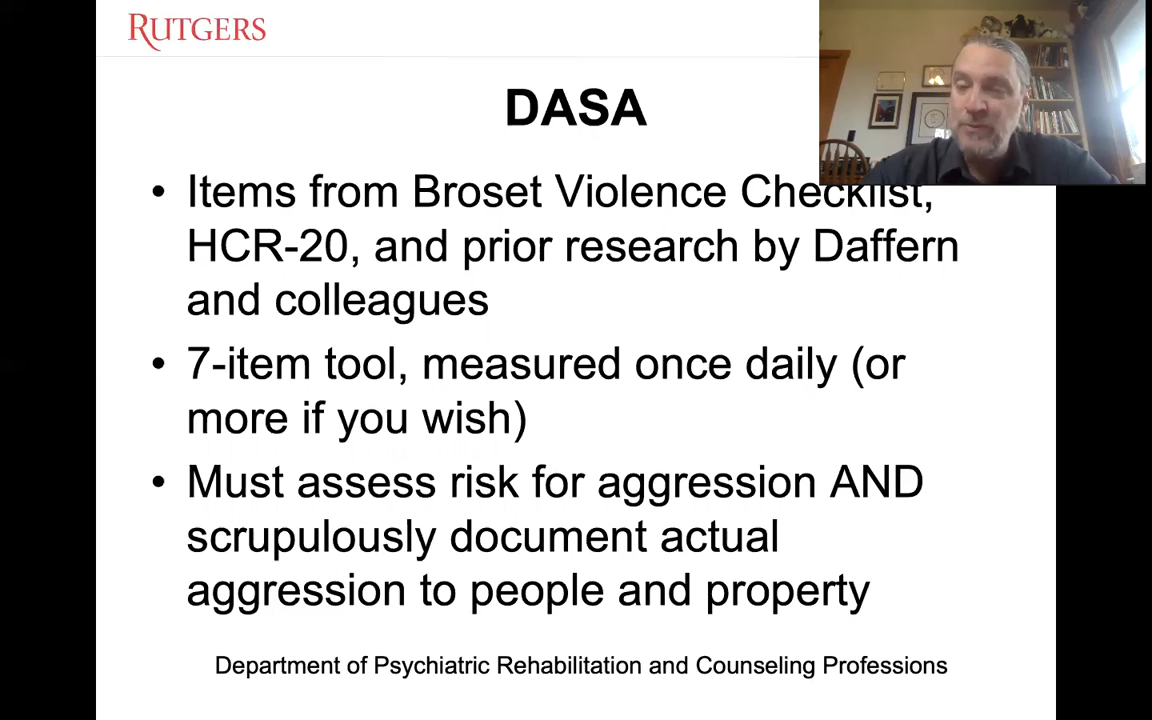 RUTGERS
DASA
• Items from Broset Violence Checklist,
HCR-20, and prior research by Daffern
and colleagues
• 7-item tool, measured once daily (or
more if you wish)
• Must assess risk for aggression AND
scrupulously document actual
aggression to people and property
Department of Psychiatric Rehabilitation and Counseling Professions